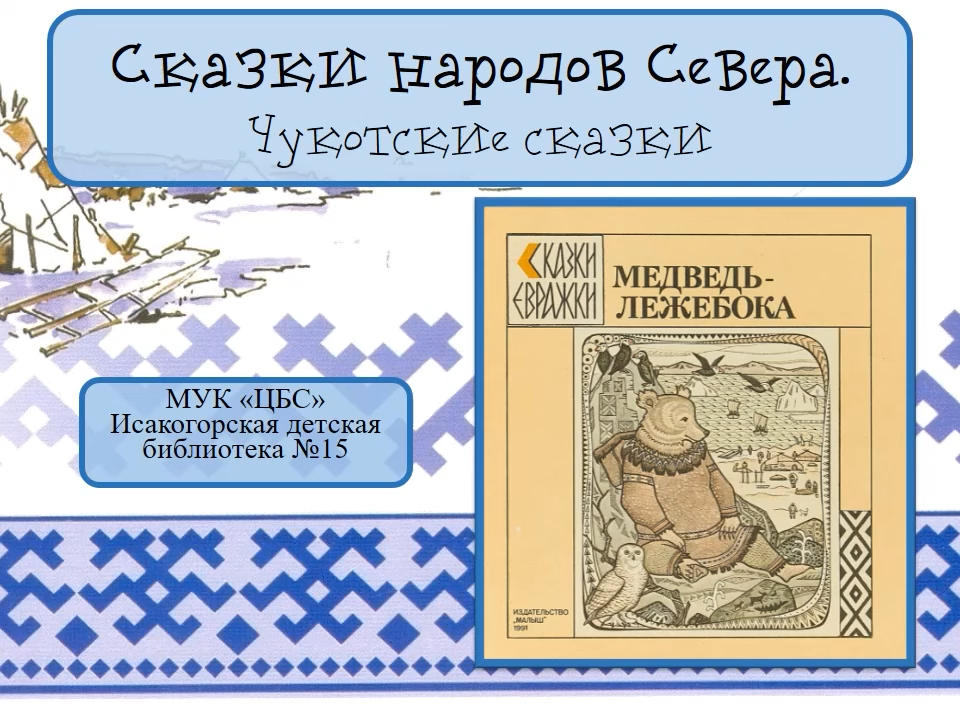 Сказки народов Севера.
Чукотские сказки
СКАЗКИ
ЕВРАЖКИ
МЕДВЕДЬ-
ЛЕЖЕБОКА
МУК «ЦБС»
Исакогорская детская
библиотека №15
ИЗДАТЕЛЬСТВО
„МАЛЫШ"
1991